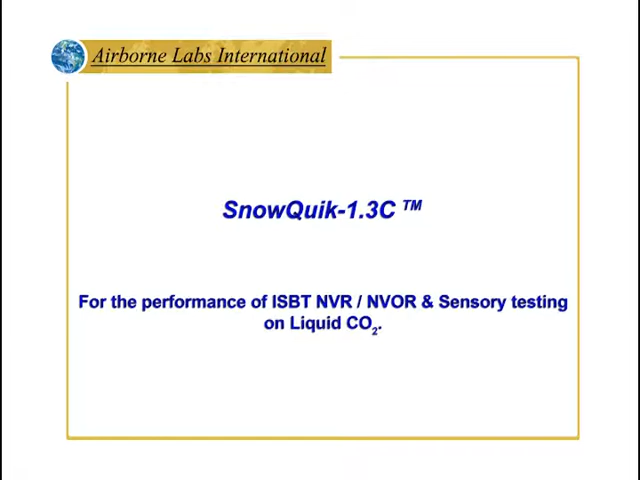 Airborne Labs International
SnowQuik-1.3C ™
For the performance of ISBT NVR / NVOR & Sensory testing
on Liquid CO₂.